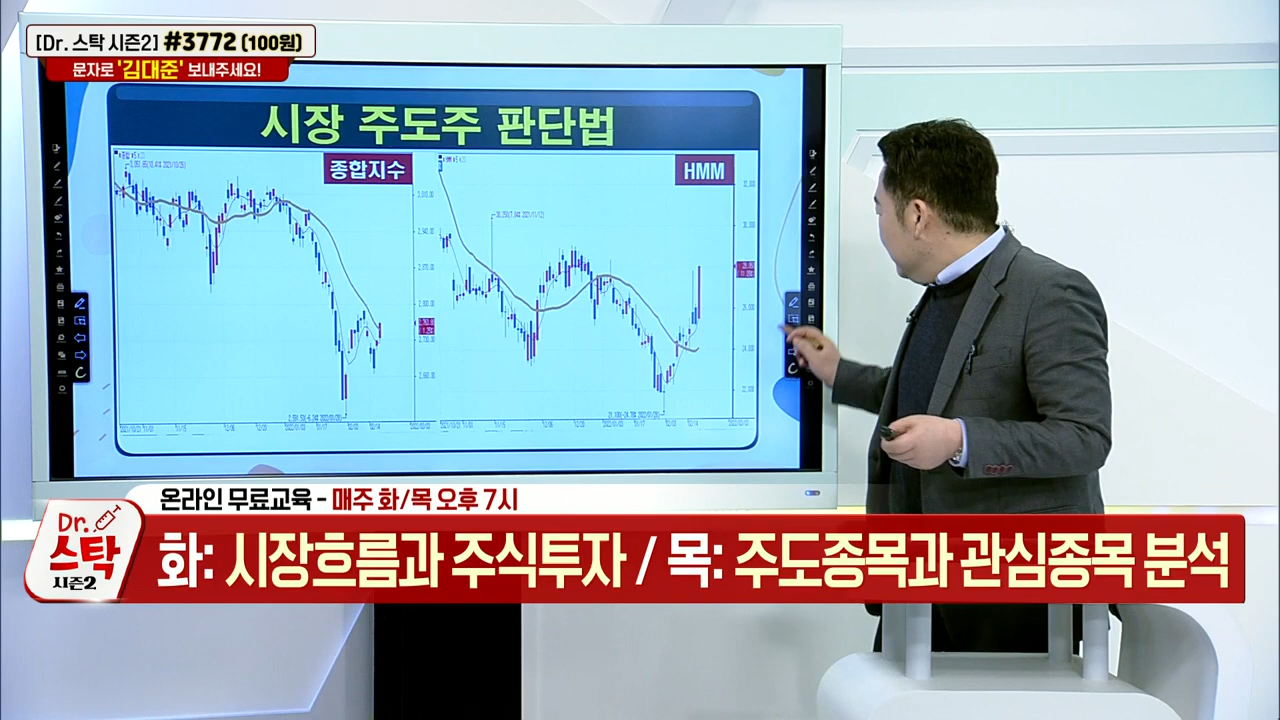 [Dr. 스탁 시즌2] #3772 (100원)
문자로 '김대준' 보내주세요!
시장 주도주 판단법
종합지수
HMM
온라인 무료교육 - 매주 화/목 오후 7시
Dr.
스탁
시즌2
화: 시장흐름과 주식투자 / 목: 주도종목과 관심종목 분석